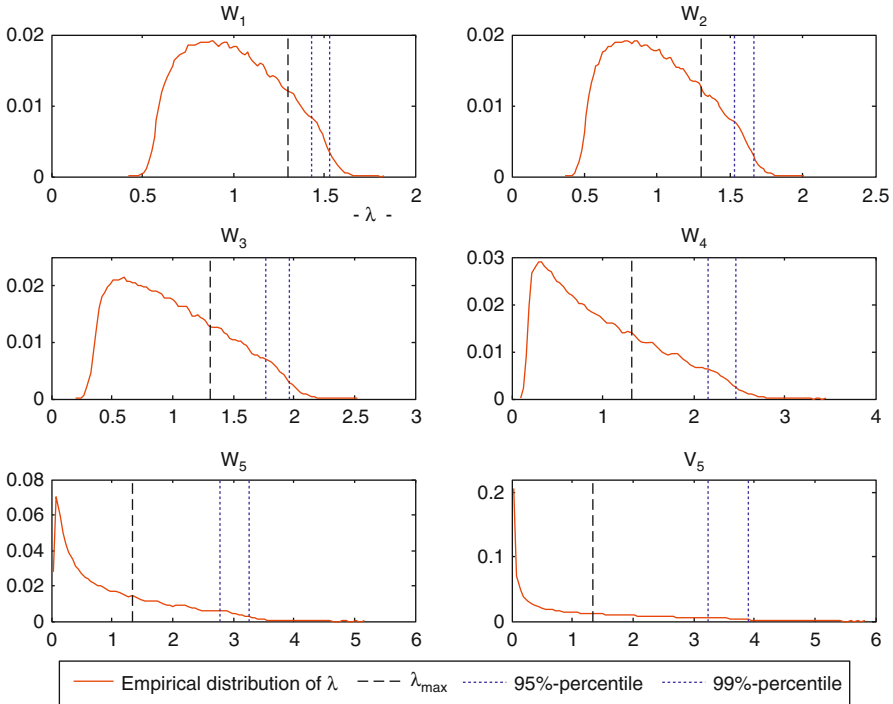 W1 W2
0.02 0.02
0.01 0.01
0 0
0 0.5 1 1.5 2 0 0.5 1 1.5 2 2.5
- λ -
W3 W4
0.03 0.03
0.02 0.02
0.01 0.01
0 0
0 0.5 1 1.5 2 2.5 3 0 1 2 3 4
W5 V5
0.08
0.06 0.2
0.04 0.1
0.02
0 0
0 1 2 3 4 5 6 0 1 2 3 4 5 6
Empirical distribution of λ λmax 95%-percentile 99%-percentile